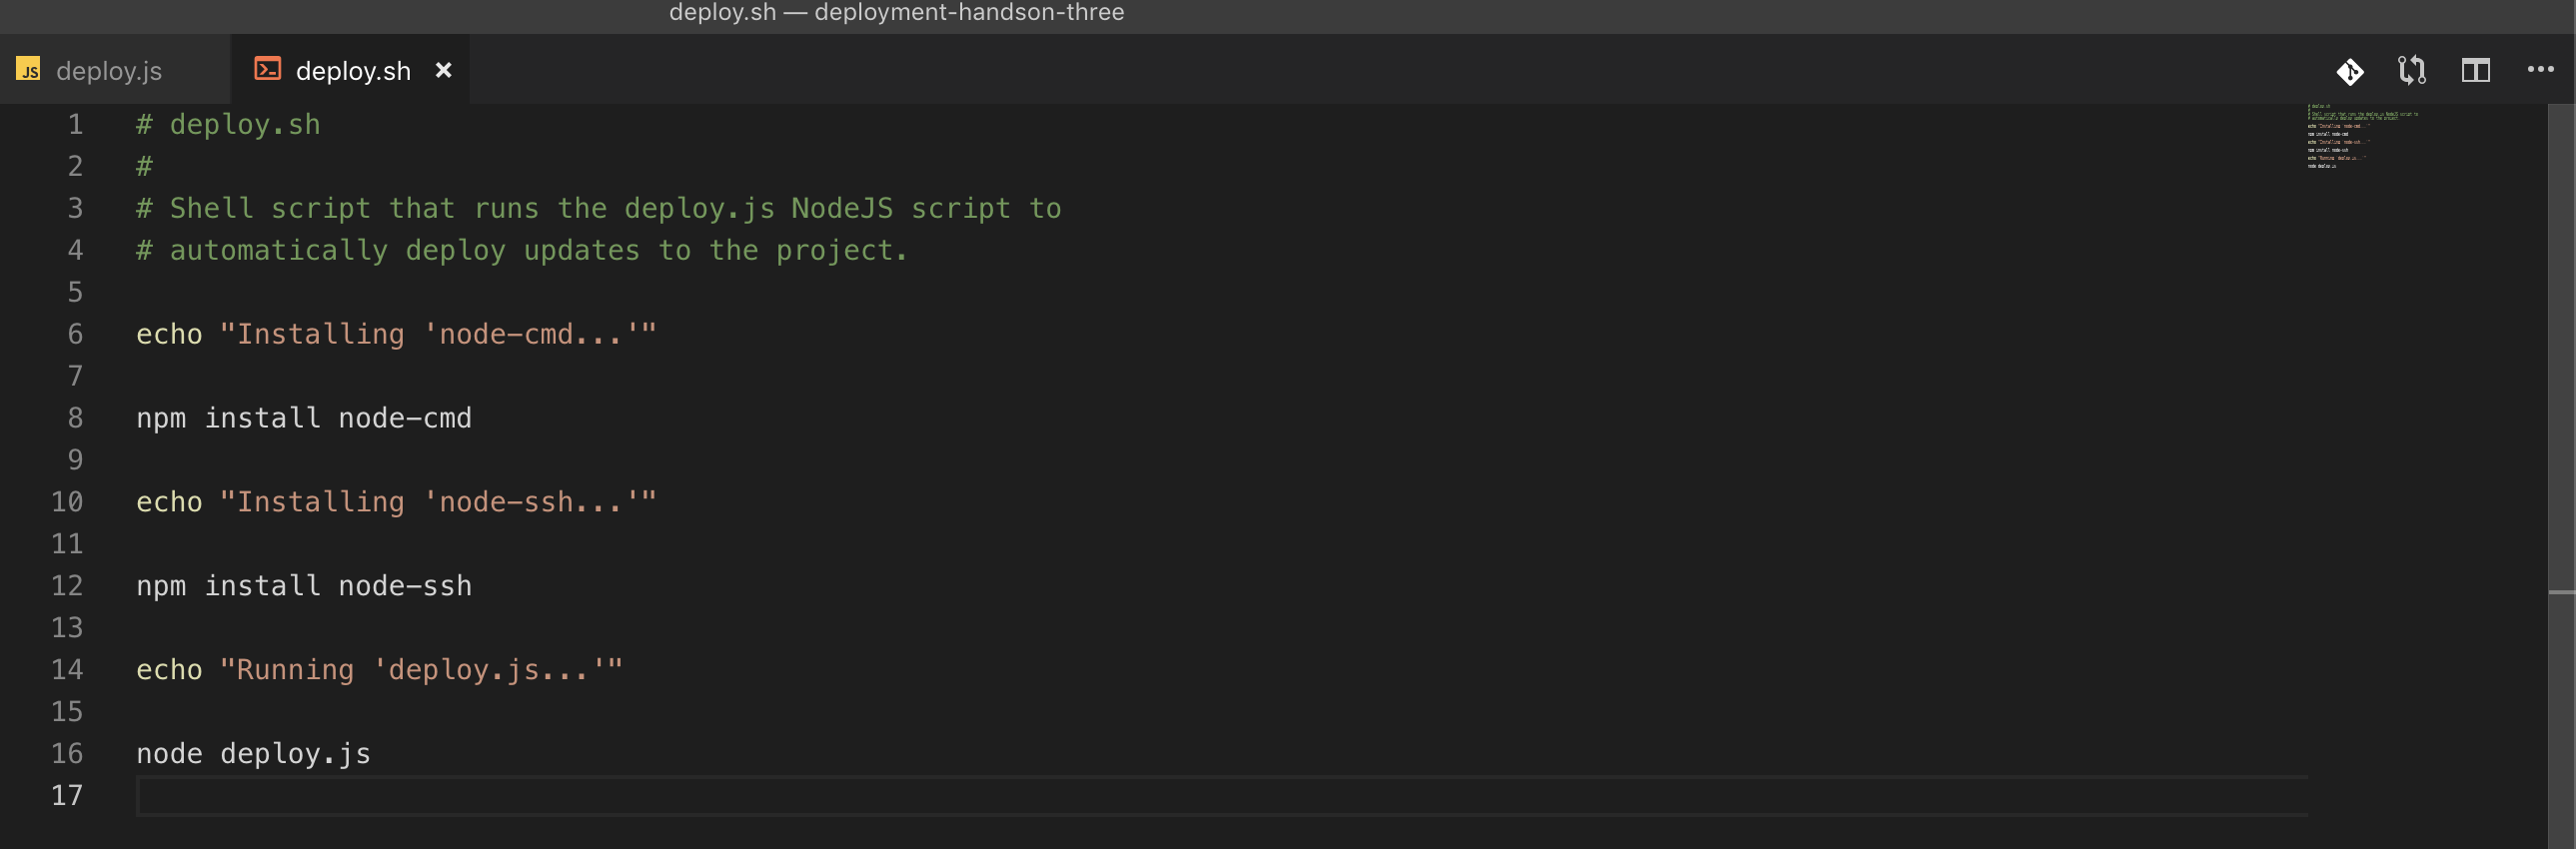 deploy.sh — deployment-handson-three
JS deploy.js
deploy.sh
1 # deploy.sh
2 #
3 # Shell script that runs the deploy.js NodeJS script to
4 # automatically deploy updates to the project.
5
6 echo "Installing 'node-cmd...'"
7
8 npm install node-cmd
9
10 echo "Installing 'node-ssh...'"
11
12 npm install node-ssh
13
14 echo "Running 'deploy.js...'"
15
16 node deploy.js
17